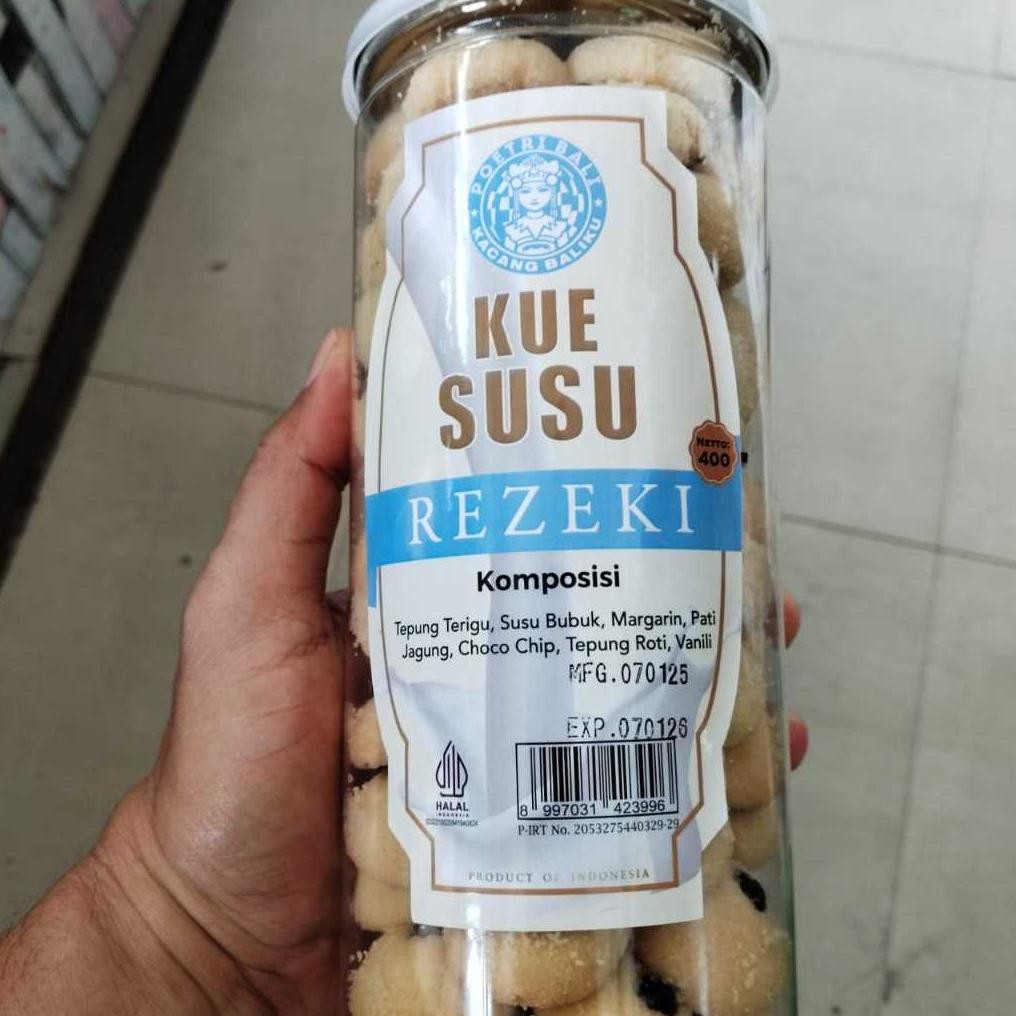 POETRI BALI
KACANG BALIKU
KUE
SUSU
NETTO:
400
REZEKI
Komposisi
Tepung Terigu, Susu Bubuk, Margarin, Pati
Jagung, Choco Chip, Tepung Roti, Vanili
MFG.070125
EXP.070126
HALAL
INDONESIA
8 997031 423996
P-IRT No. 2053275440329-29
PRODUCT OF INDONESIA